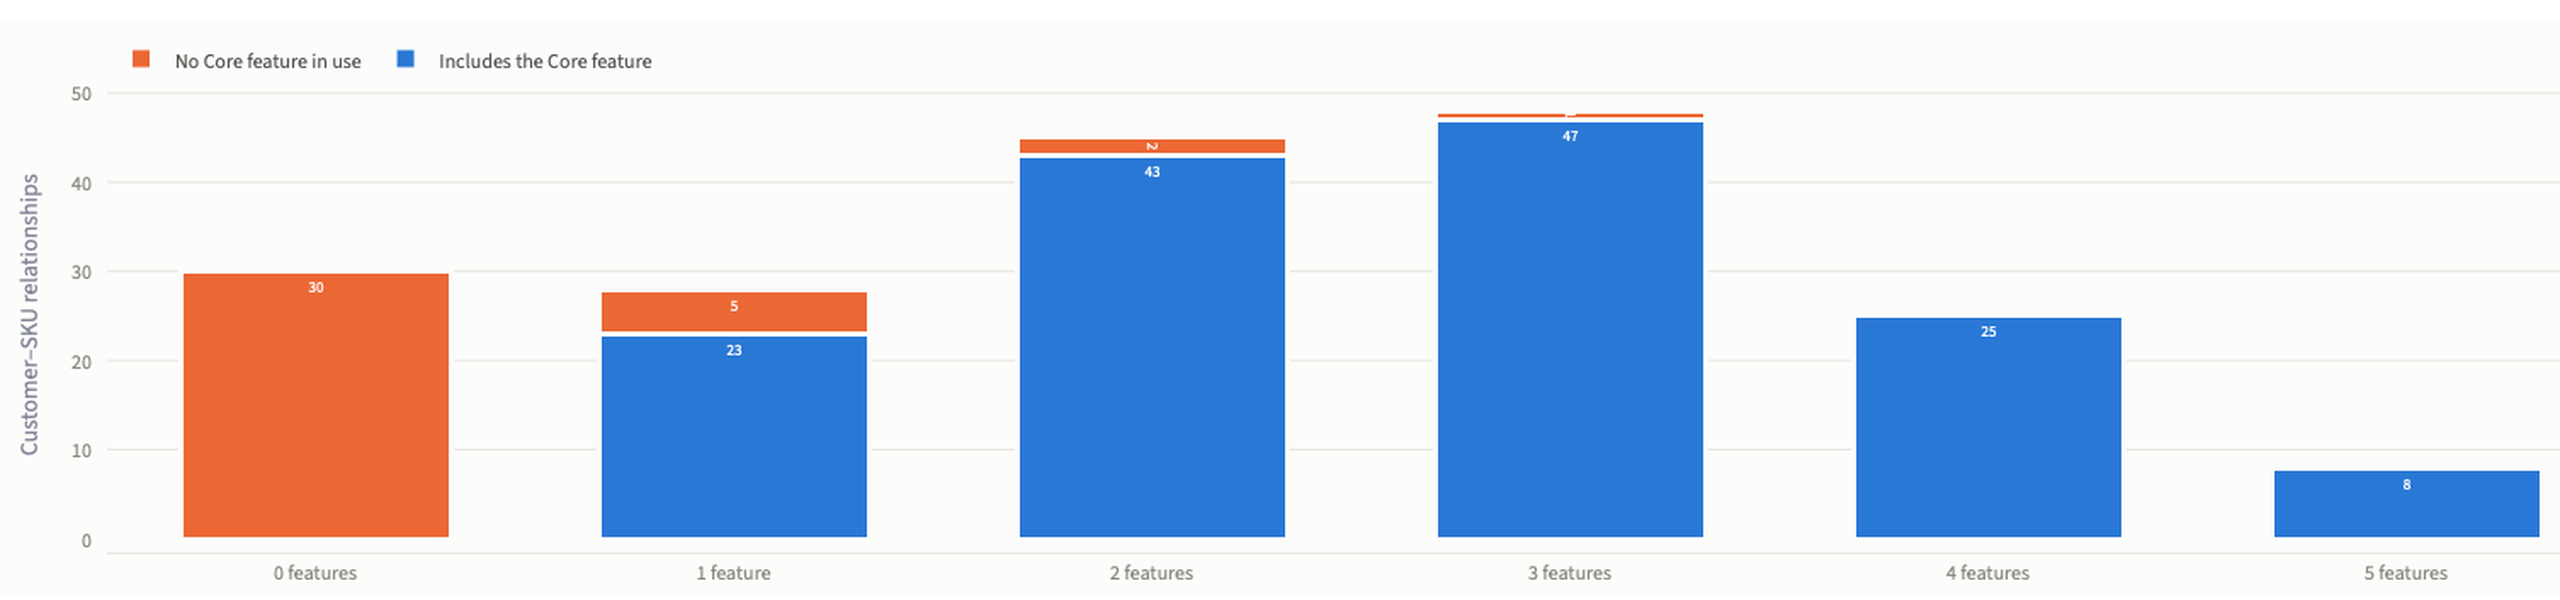 No Core feature in use
Includes the Core feature
50
40
30
20
10
0
Customer–SKU relationships
30
5
23
2
43
47
25
8
0 features
1 feature
2 features
3 features
4 features
5 features